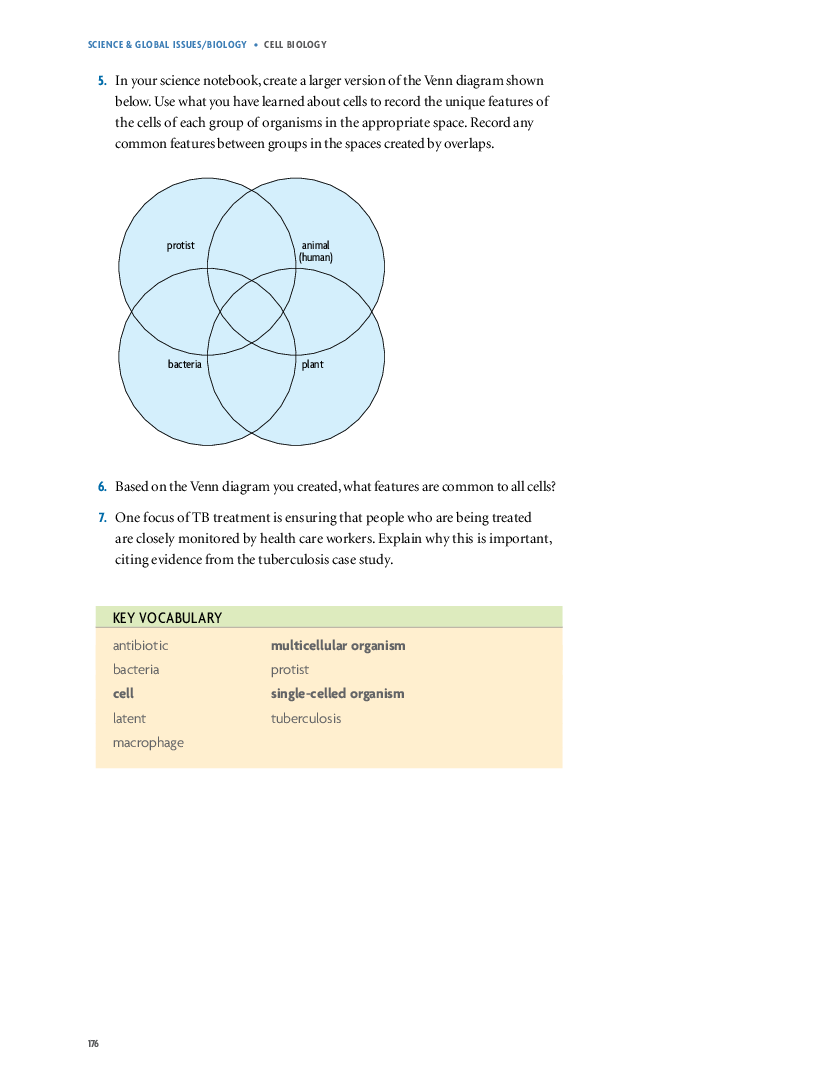 SCIENCE & GLOBAL ISSUES/BIOLOGY • CELL BIOLOGY
5. In your science notebook, create a larger version of the Venn diagram shown
below. Use what you have learned about cells to record the unique features of
the cells of each group of organisms in the appropriate space. Record any
common features between groups in the spaces created by overlaps.
protist
animal
(human)
bacteria
plant
6. Based on the Venn diagram you created, what features are common to all cells?
7. One focus of TB treatment is ensuring that people who are being treated
are closely monitored by health care workers. Explain why this is important,
citing evidence from the tuberculosis case study.
KEY VOCABULARY
antibiotic
bacteria
cell
latent
macrophage
multicellular organism
protist
single-celled organism
tuberculosis
176